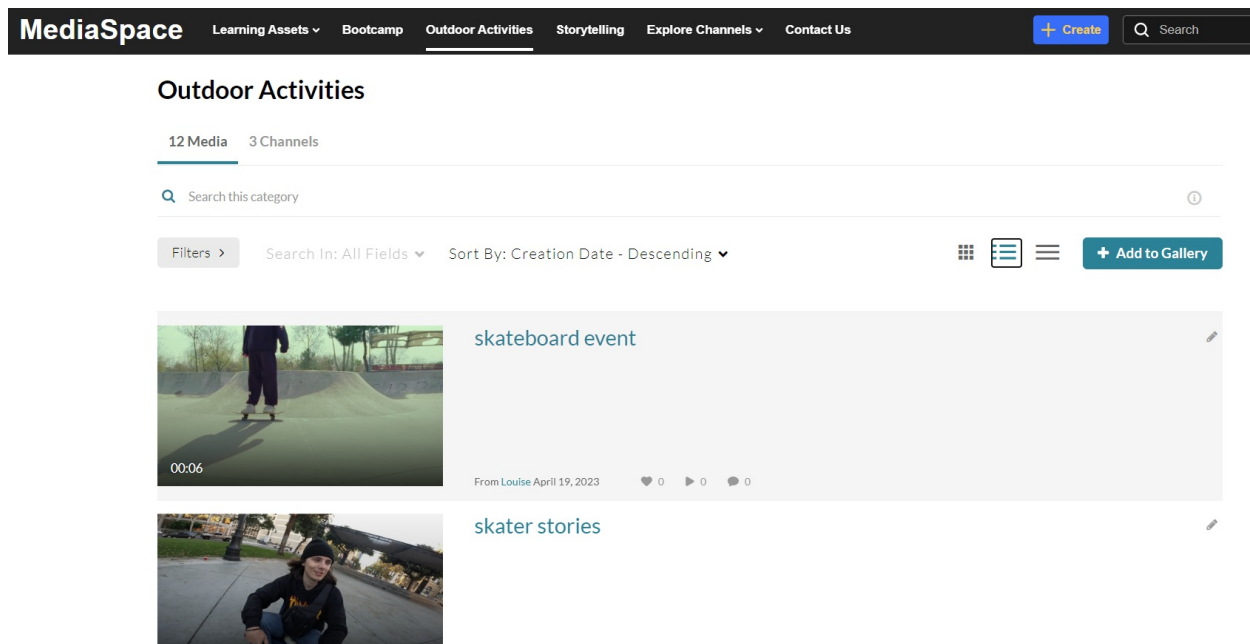 MediaSpace Learning Assets Bootcamp Outdoor Activities Storytelling Explore Channels Contact Us + Create Search
Outdoor Activities
12 Media 3 Channels
Search this category
Filters > Search In: All Fields Sort By: Creation Date - Descending + Add to Gallery
skateboard event
00:06
From Louise April 19, 2023 0 0 0
skater stories